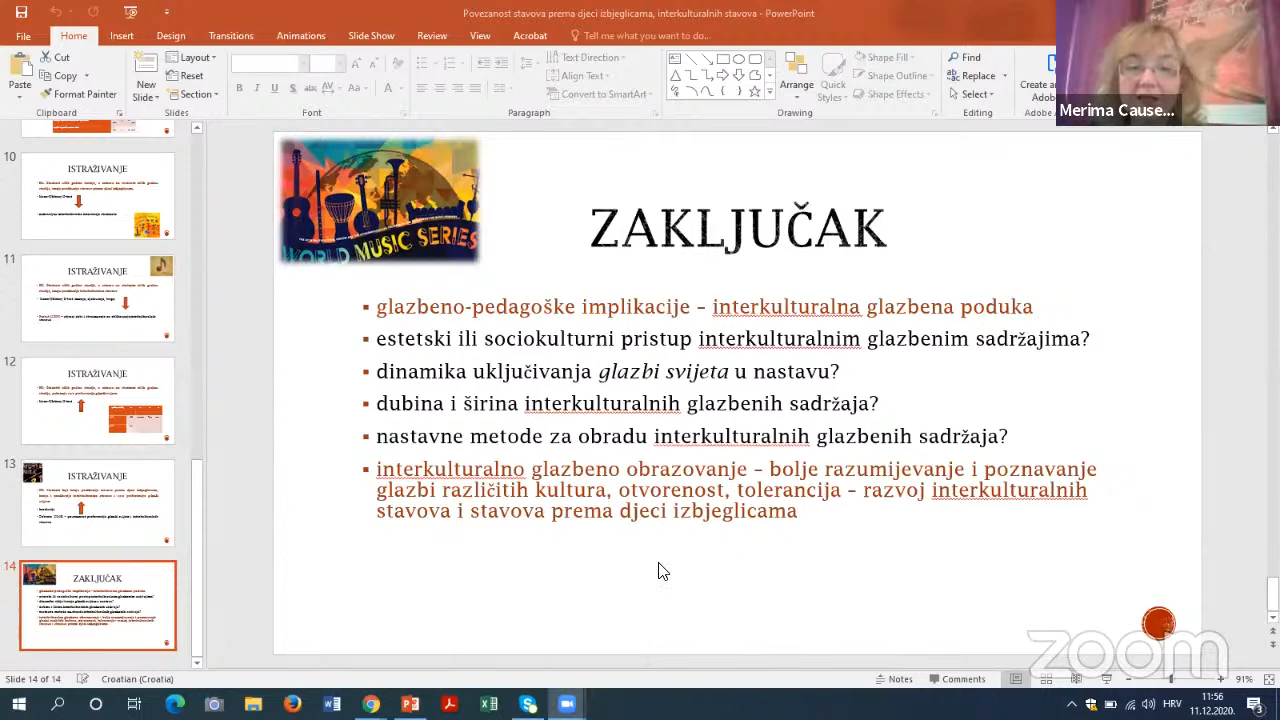 Povezanost stavova prema djeci izbjeglicama, interkulturalnih stavova - PowerPoint
File Home Insert Design Transitions Animations Slide Show Review View Acrobat Tell me what you want to do...
Paste
Cut
Copy
Format Painter
Clipboard
New Slide
Layout
Reset
Section
Slides
Paragraph
Text Direction
Align Text
Convert to SmartArt
Arrange
Quick Styles
Drawing
Shape Fill
Shape Outline
Shape Effects
Find
Replace
Select
Editing
Create an
Adob
Merima Cause...
10
ISTRAŽIVANJE
11
ISTRAŽIVANJE
12
ISTRAŽIVANJE
13
ISTRAŽIVANJE
14
ZAKLJUČAK
WORLD MUSIC SERIES
ZAKLJUČAK
▪ glazbeno-pedagoške implikacije – interkulturalna glazbena poduka
▪ estetski ili sociokulturni pristup interkulturalnim glazbenim sadržajima?
▪ dinamika uključivanja glazbi svijeta u nastavu?
▪ dubina i širina interkulturalnih glazbenih sadržaja?
▪ nastavne metode za obradu interkulturalnih glazbenih sadržaja?
▪ interkulturalno glazbeno obrazovanje – bolje razumijevanje i poznavanje
glazbi različitih kultura, otvorenost, tolerancija – razvoj interkulturalnih
stavova i stavova prema djeci izbjeglicama
zoom
Slide 14 of 14 Croatian (Croatia) Notes Comments 91%
HRV 11:56
11.12.2020.